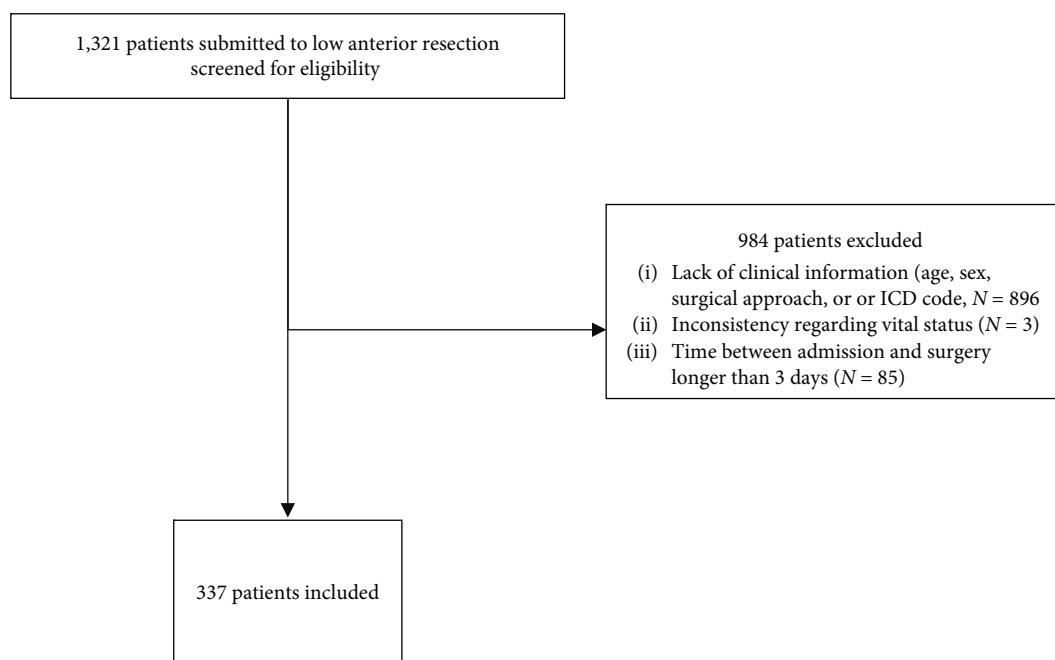 1,321 patients submitted to low anterior resection
screened for eligibility
984 patients excluded
(i) Lack of clinical information (age, sex,
surgical approach, or or ICD code, N = 896
(ii) Inconsistency regarding vital status (N = 3)
(iii) Time between admission and surgery
longer than 3 days (N = 85)
337 patients included